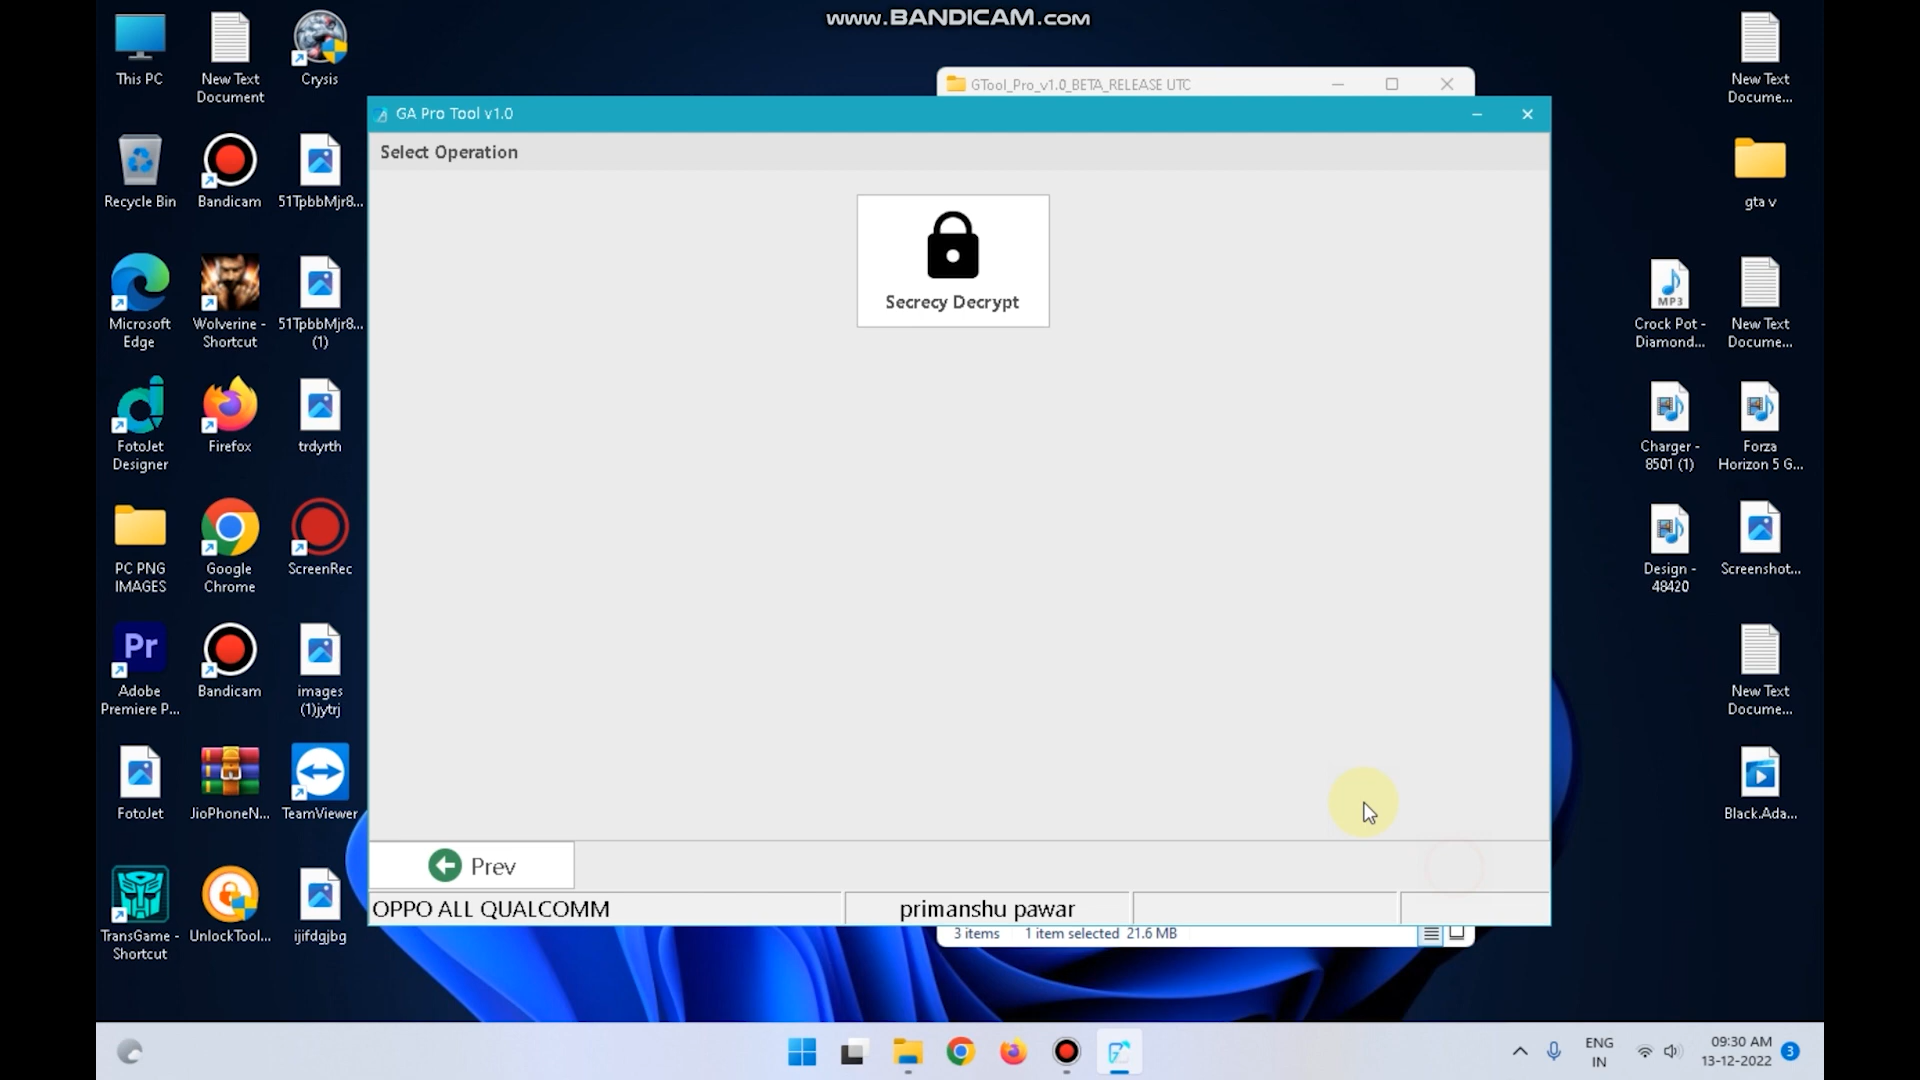 www.BANDICAM.com
This PC
New Text
Document
Crysis
Recycle Bin
Bandicam
51TpbbMjr8...
Microsoft
Edge
Wolverine -
Shortcut
51TpbbMjr8...
(1)
FotoJet
Designer
Firefox
trdyrth
PC PNG
IMAGES
Google
Chrome
ScreenRec
Pr
Adobe
Premiere P...
Bandicam
images
(1)jytrj
FotoJet
JioPhoneN...
TeamViewer
TransGame -
Shortcut
UnlockTool...
ijifdgjbg
GTool_Pro_v1.0_BETA_RELEASE UTC
GA Pro Tool v1.0
Select Operation
Secrecy Decrypt
Prev
OPPO ALL QUALCOMM
primanshu pawar
3 items
1 item selected 21.6 MB
New Text
Docume...
gta v
MP3
Crock Pot -
Diamond...
New Text
Docume...
Charger -
8501 (1)
Forza
Horizon 5 G...
Design -
48420
Screenshot...
New Text
Docume...
Black.Ada...
ENG
IN
09:30 AM
13-12-2022
3